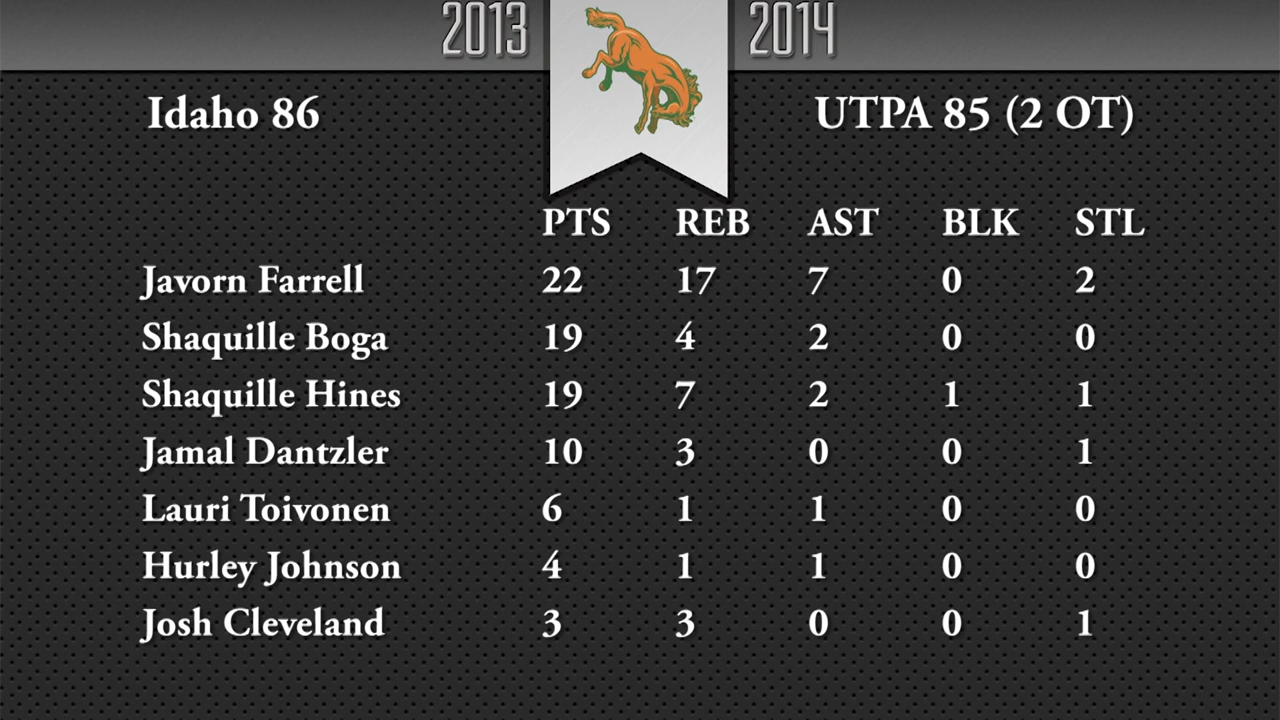 2013 2014
Idaho 86 UTPA 85 (2 OT)
PTS REB AST BLK STL
Javorn Farrell 22 17 7 0 2
Shaquille Boga 19 4 2 0 0
Shaquille Hines 19 7 2 1 1
Jamal Dantzler 10 3 0 0 1
Lauri Toivonen 6 1 1 0 0
Hurley Johnson 4 1 1 0 0
Josh Cleveland 3 3 0 0 1